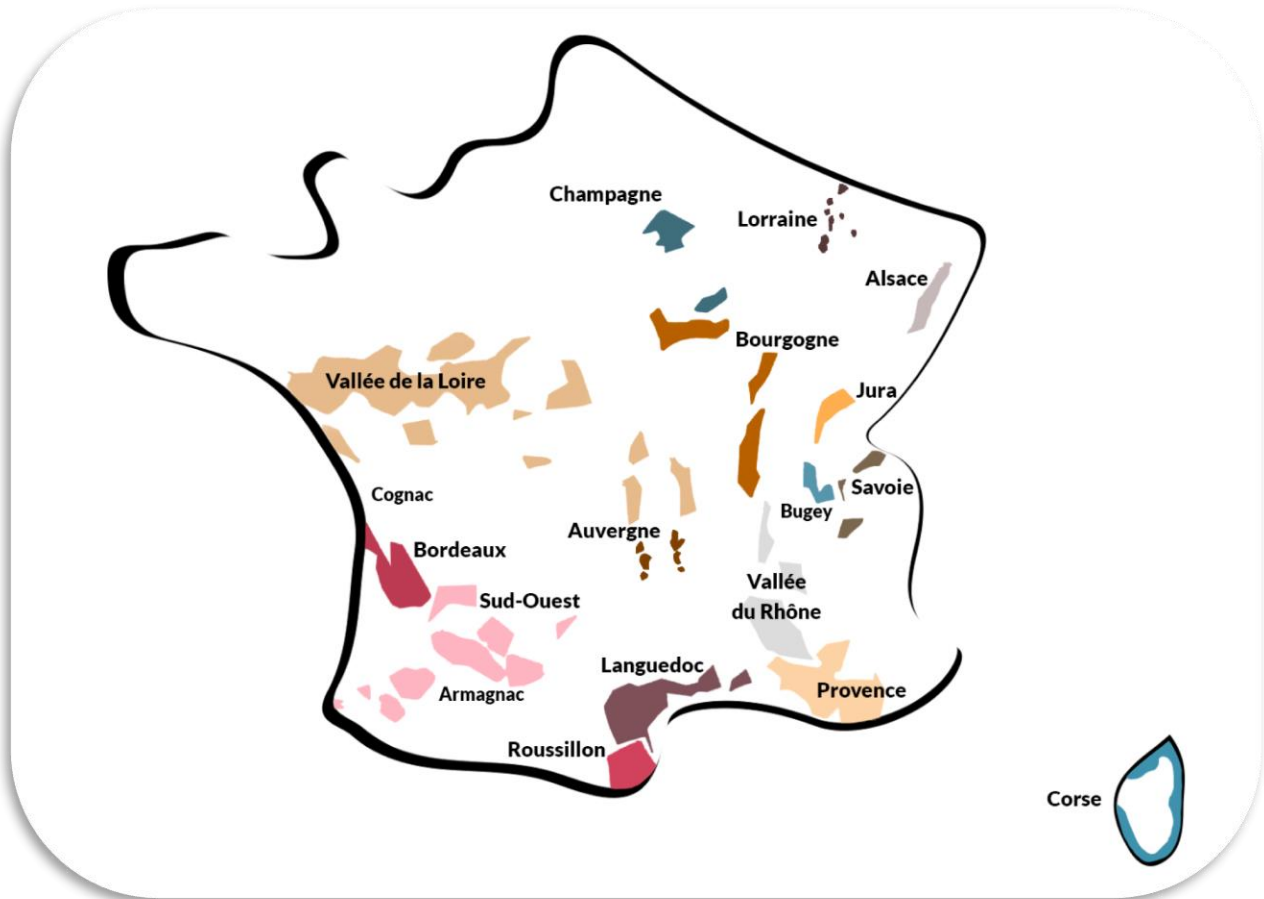 Champagne
Lorraine
Alsace
Bourgogne
Vallée de la Loire
Jura
Cognac
Savoie
Bugey
Auvergne
Bordeaux
Vallée
du Rhône
Sud-Ouest
Languedoc
Armagnac
Provence
Roussillon
Corse